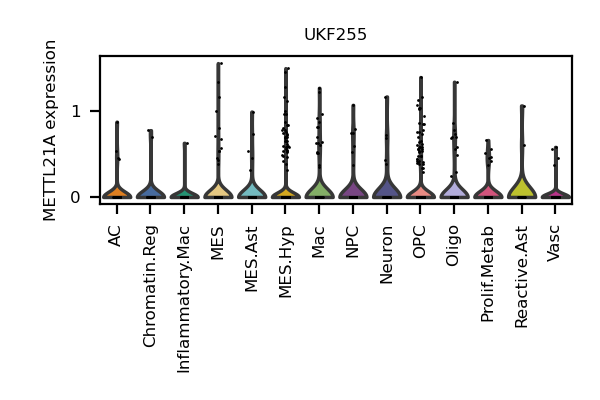 UKF255
METTL21A expression
1
0
AC
Chromatin.Reg
Inflammatory.Mac
MES
MES.Ast
MES.Hyp
Mac
NPC
Neuron
OPC
Oligo
Prolif.Metab
Reactive.Ast
Vasc